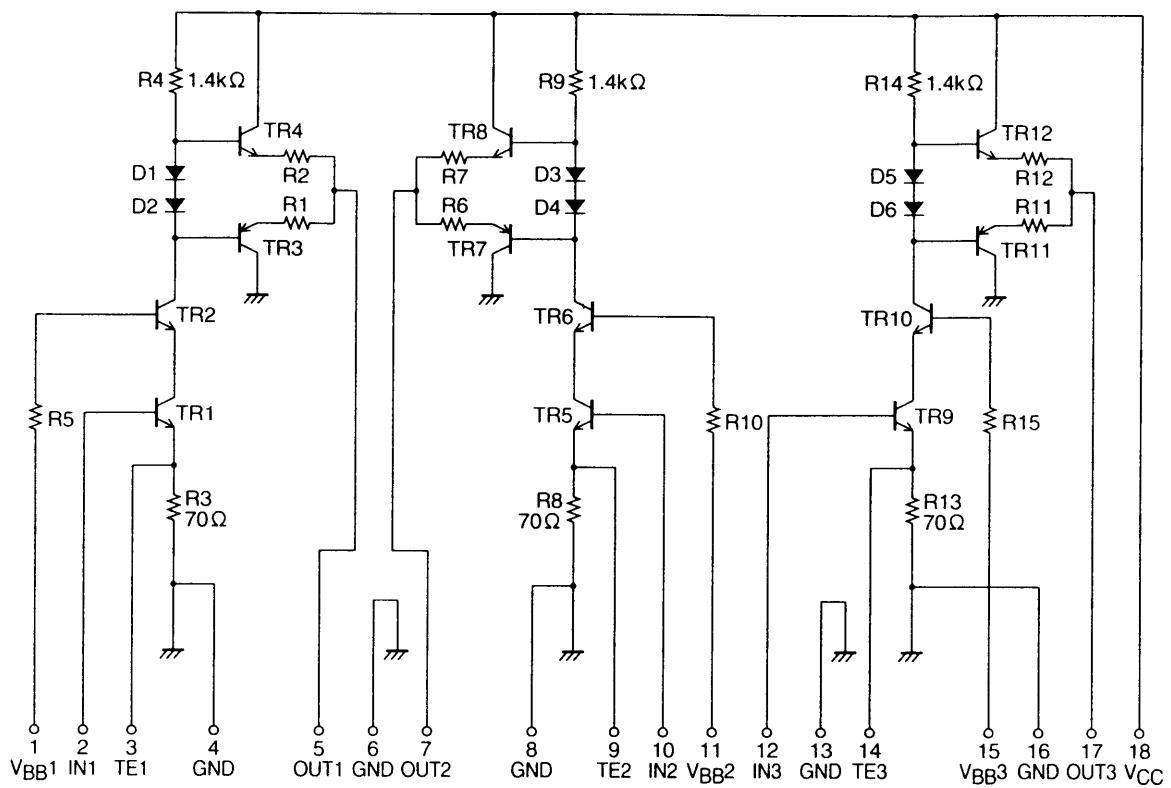 R4 1.4kΩ
R9 1.4kΩ
R14 1.4kΩ
TR4
TR8
TR12
D1
R2
R7
D3
D5
R12
D2
R1
R6
D4
D6
R11
TR3
TR7
TR11
TR2
TR6
TR10
R5
TR1
TR5
R10
TR9
R15
R3
70Ω
R8
70Ω
R13
70Ω
1 2 3 4 5 6 7 8 9 10 11 12 13 14 15 16 17 18
VBB1 IN1 TE1 GND OUT1 GND OUT2 GND TE2 IN2 VBB2 IN3 GND TE3 VBB3 GND OUT3 VCC